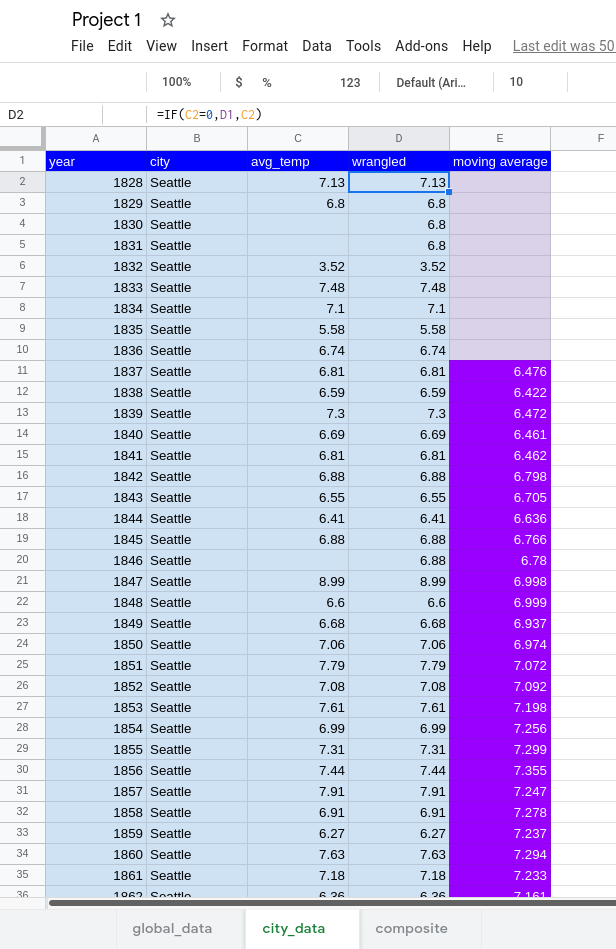 Project 1
File Edit View Insert Format Data Tools Add-ons Help Last edit was 50
100% $ % 123 Default (Ari... 10
D2 =IF(C2=0,D1,C2)
A B C D E F
1 year city avg_temp wrangled moving average
2 1828 Seattle 7.13 7.13
3 1829 Seattle 6.8 6.8
4 1830 Seattle 6.8
5 1831 Seattle 6.8
6 1832 Seattle 3.52 3.52
7 1833 Seattle 7.48 7.48
8 1834 Seattle 7.1 7.1
9 1835 Seattle 5.58 5.58
10 1836 Seattle 6.74 6.74
11 1837 Seattle 6.81 6.81 6.476
12 1838 Seattle 6.59 6.59 6.422
13 1839 Seattle 7.3 7.3 6.472
14 1840 Seattle 6.69 6.69 6.461
15 1841 Seattle 6.81 6.81 6.462
16 1842 Seattle 6.88 6.88 6.798
17 1843 Seattle 6.55 6.55 6.705
18 1844 Seattle 6.41 6.41 6.636
19 1845 Seattle 6.88 6.88 6.766
20 1846 Seattle 6.88 6.78
21 1847 Seattle 8.99 8.99 6.998
22 1848 Seattle 6.6 6.6 6.999
23 1849 Seattle 6.68 6.68 6.937
24 1850 Seattle 7.06 7.06 6.974
25 1851 Seattle 7.79 7.79 7.072
26 1852 Seattle 7.08 7.08 7.092
27 1853 Seattle 7.61 7.61 7.198
28 1854 Seattle 6.99 6.99 7.256
29 1855 Seattle 7.31 7.31 7.299
30 1856 Seattle 7.44 7.44 7.355
31 1857 Seattle 7.91 7.91 7.247
32 1858 Seattle 6.91 6.91 7.278
33 1859 Seattle 6.27 6.27 7.237
34 1860 Seattle 7.63 7.63 7.294
35 1861 Seattle 7.18 7.18 7.233
36 1862 Seattle 6.36 6.36 7.161
global_data city_data composite